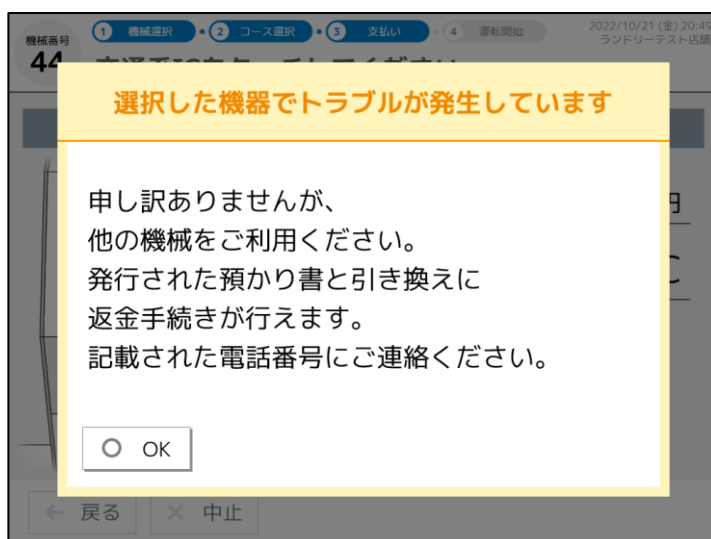 機械番号
44
1 機械選択 2 コース選択 3 支払い 4 運転開始
2022/10/21 (金) 20:49
ランドリーテスト店舗
選択した機器でトラブルが発生しています
申し訳ありませんが、
他の機械をご利用ください。
発行された預かり書と引き換えに
返金手続きが行えます。
記載された電話番号にご連絡ください。
円
OK
← 戻る × 中止